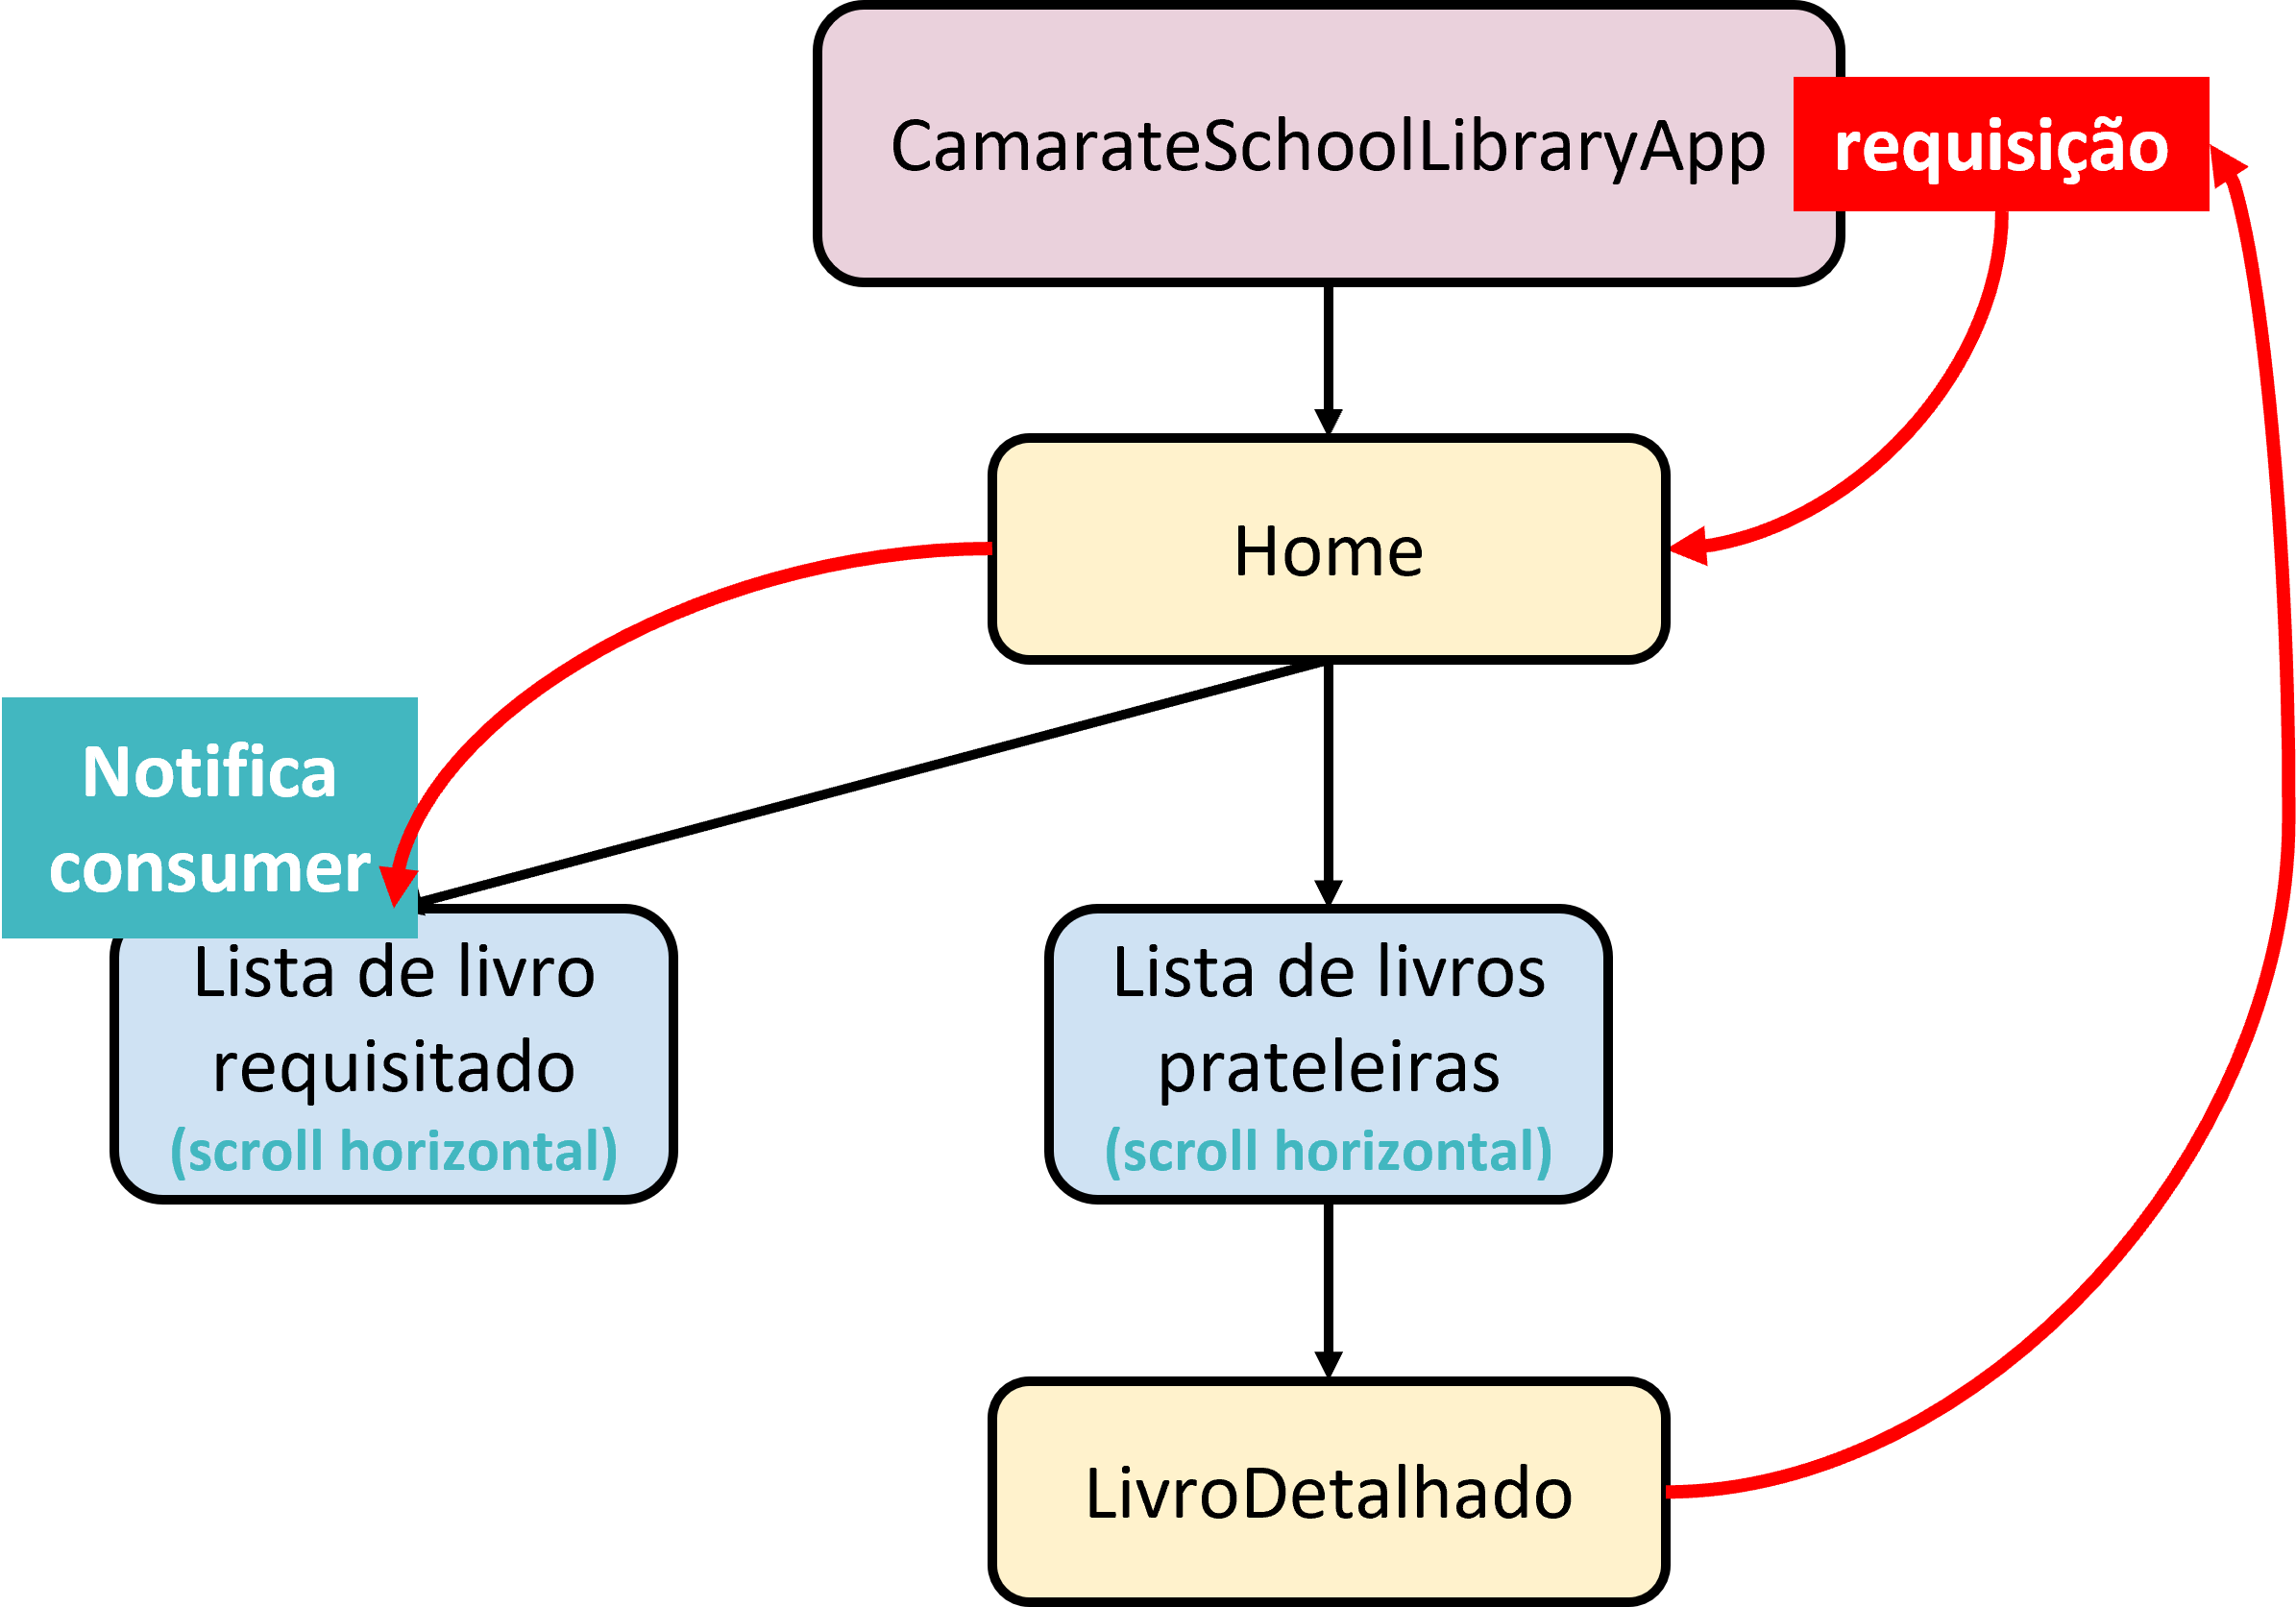 CamarateSchoolLibraryApp
requisição
Home
Notifica
consumer
Lista de livro
requisitado
(scroll horizontal)
Lista de livros
prateleiras
(scroll horizontal)
LivroDetalhado